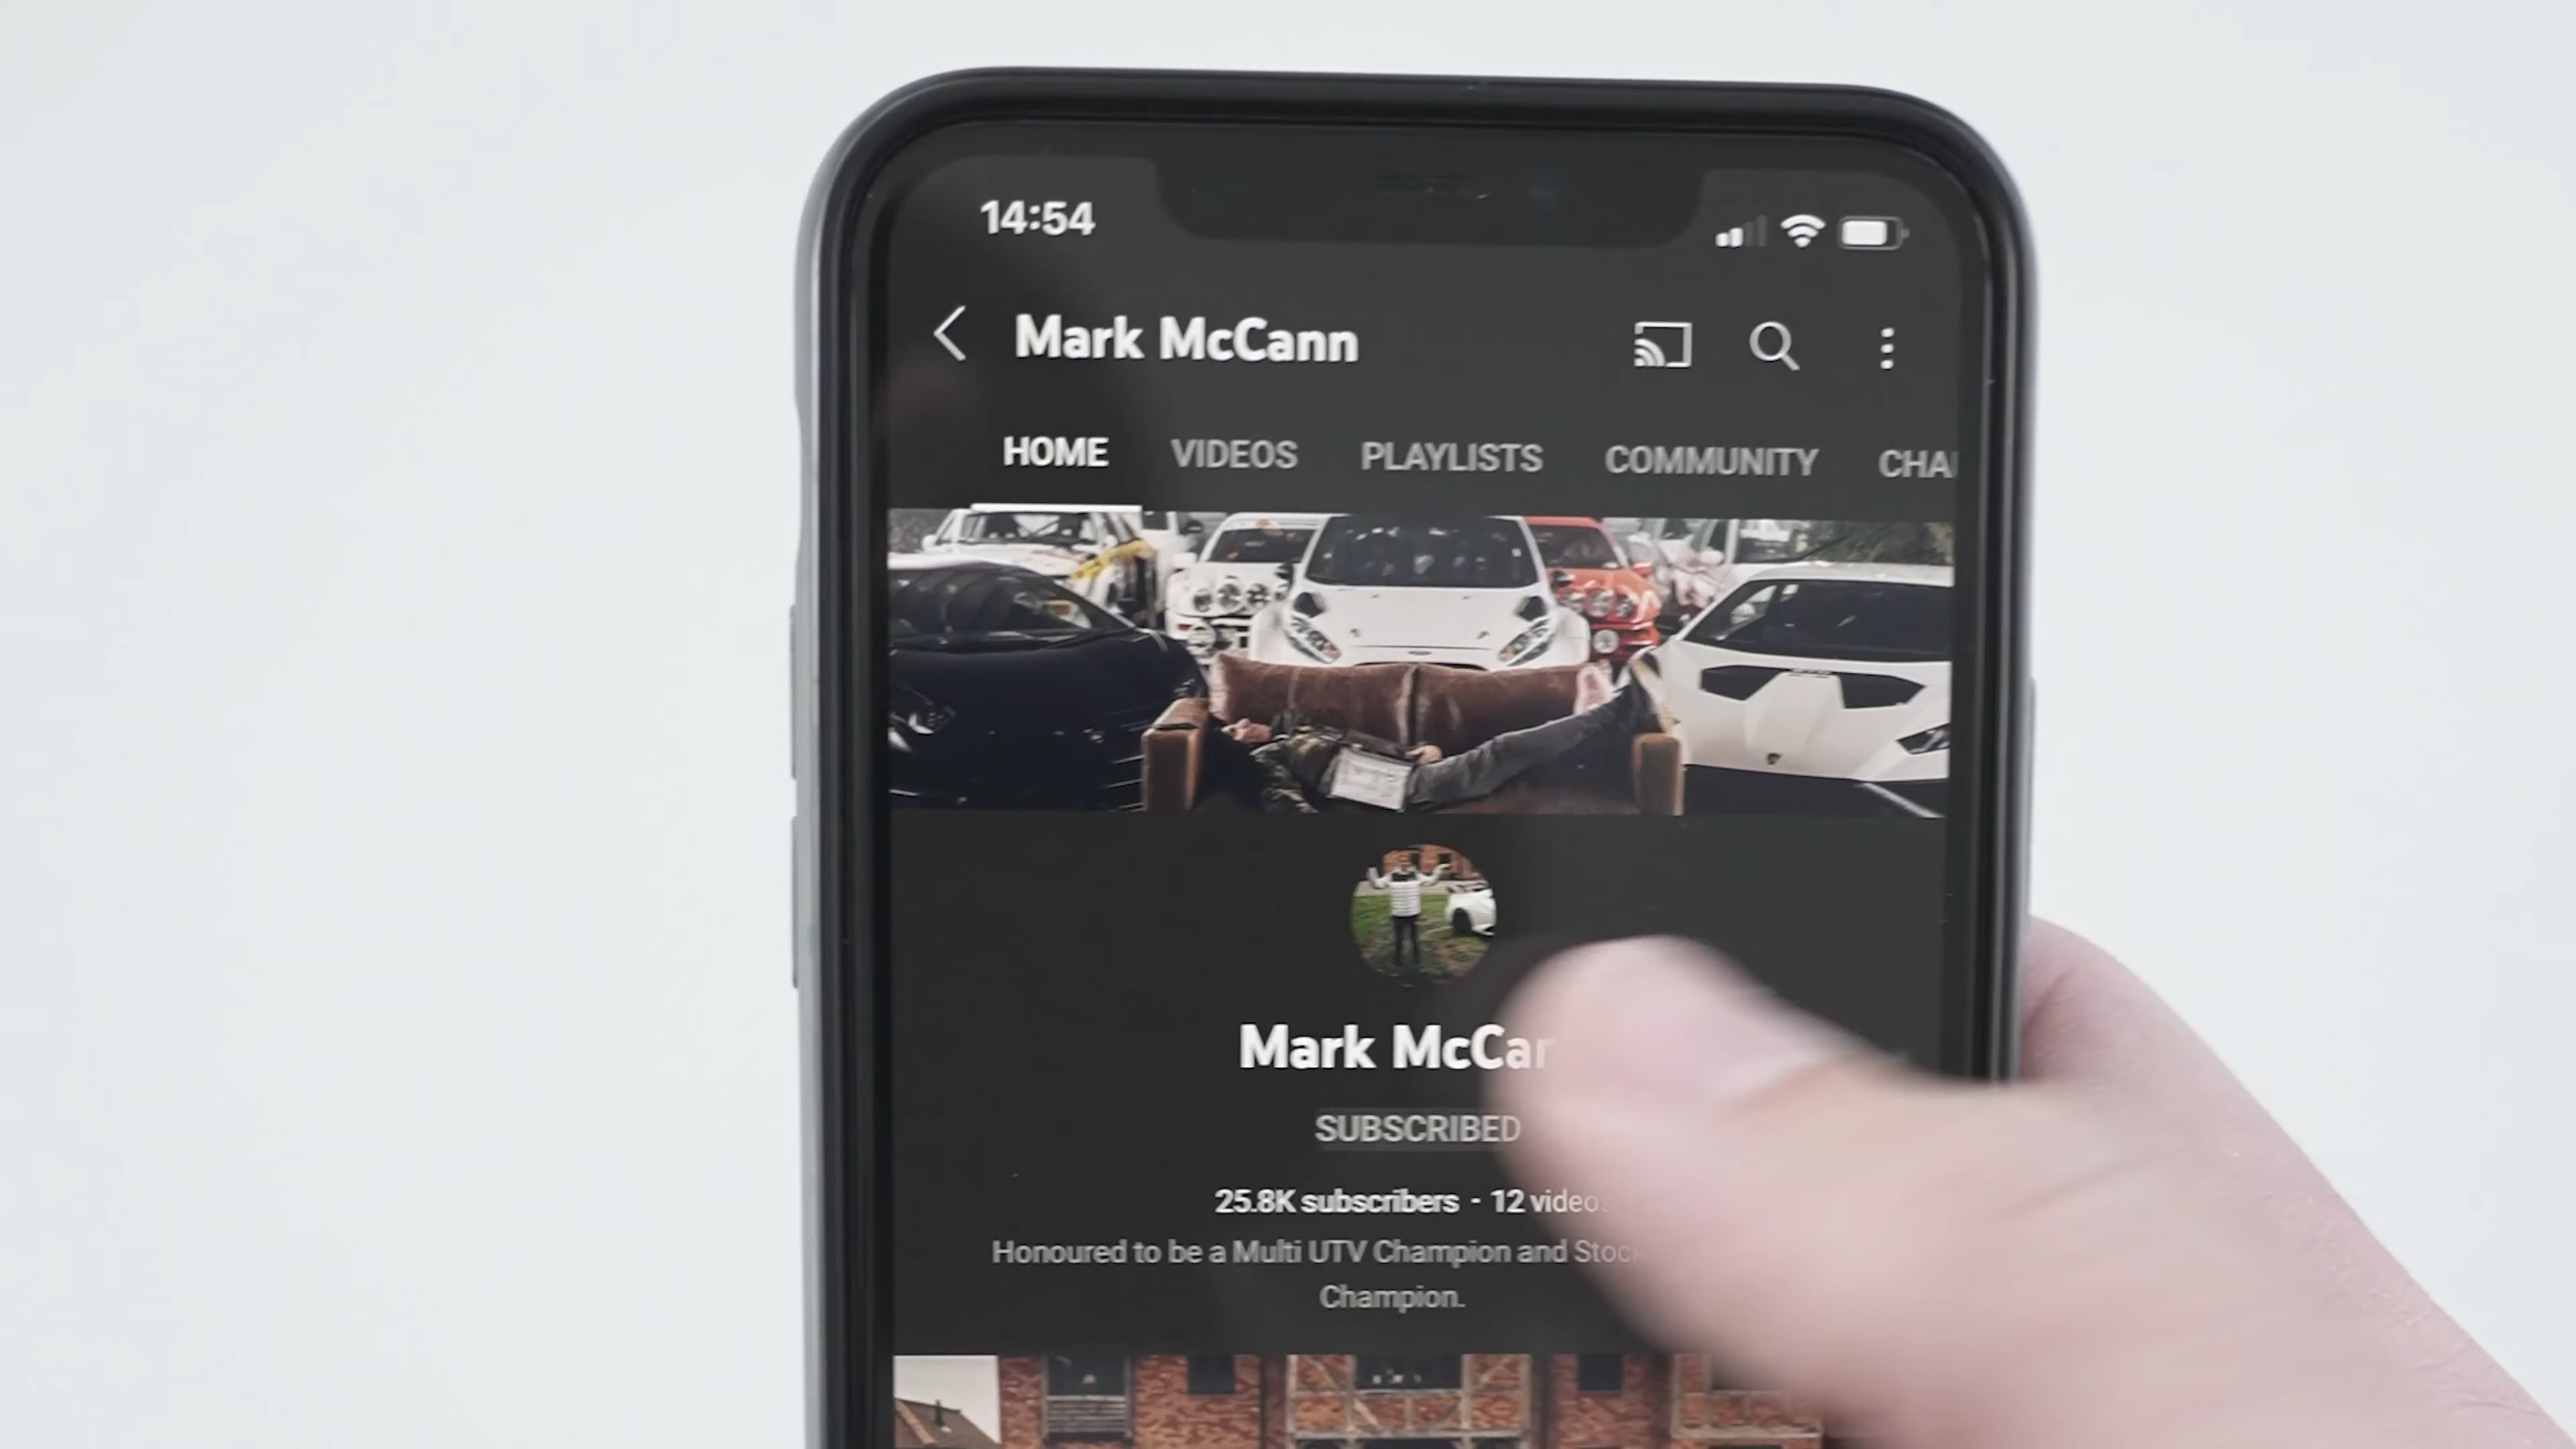 14:54
Mark McCann
HOME VIDEOS PLAYLISTS COMMUNITY
Mark
SUBSCRIBED
25.8K subscribers - 12
Honoured to be a Multi UTV Champion and
Champion.